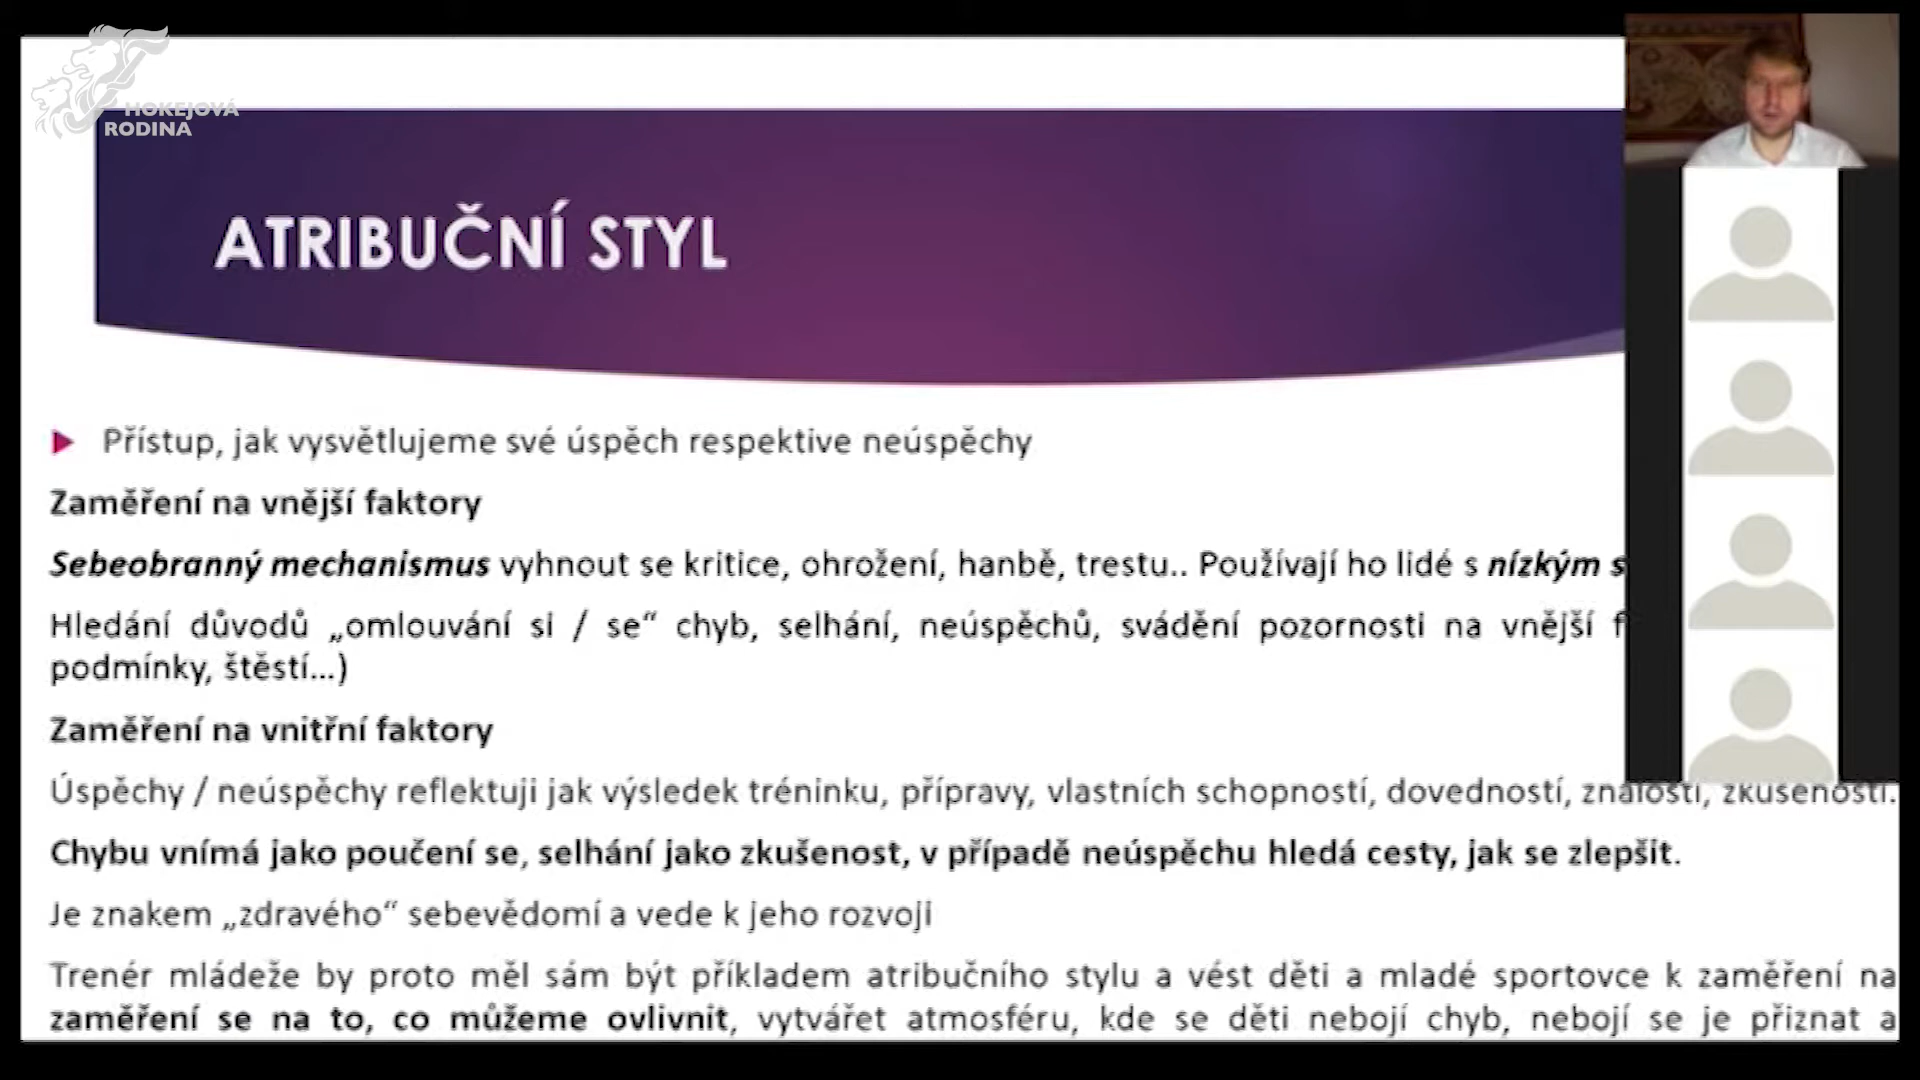 HOKEJOVÁ
RODINA
ATRIBUČNÍ STYL
Přístup, jak vysvětlujeme své úspěch respektive neúspěchy
Zaměření na vnější faktory
Sebeobranný mechanismus vyhnout se kritice, ohrožení, hanbě, trestu.. Používají ho lidé s nízkým s
Hledání důvodů „omlouvání si / se“ chyb, selhání, neúspěchů, svádění pozornosti na vnější f
podmínky, štěstí...)
Zaměření na vnitřní faktory
Úspěchy / neúspěchy reflektuji jak výsledek tréninku, přípravy, vlastních schopností, dovedností, znalostí, zkušeností.
Chybu vnímá jako poučení se, selhání jako zkušenost, v případě neúspěchu hledá cesty, jak se zlepšit.
Je znakem „zdravého“ sebevědomí a vede k jeho rozvoji
Trenér mládeže by proto měl sám být příkladem atribučního stylu a vést děti a mladé sportovce k zaměření na
zaměření se na to, co můžeme ovlivnit, vytvářet atmosféru, kde se děti nebojí chyb, nebojí se je přiznat a